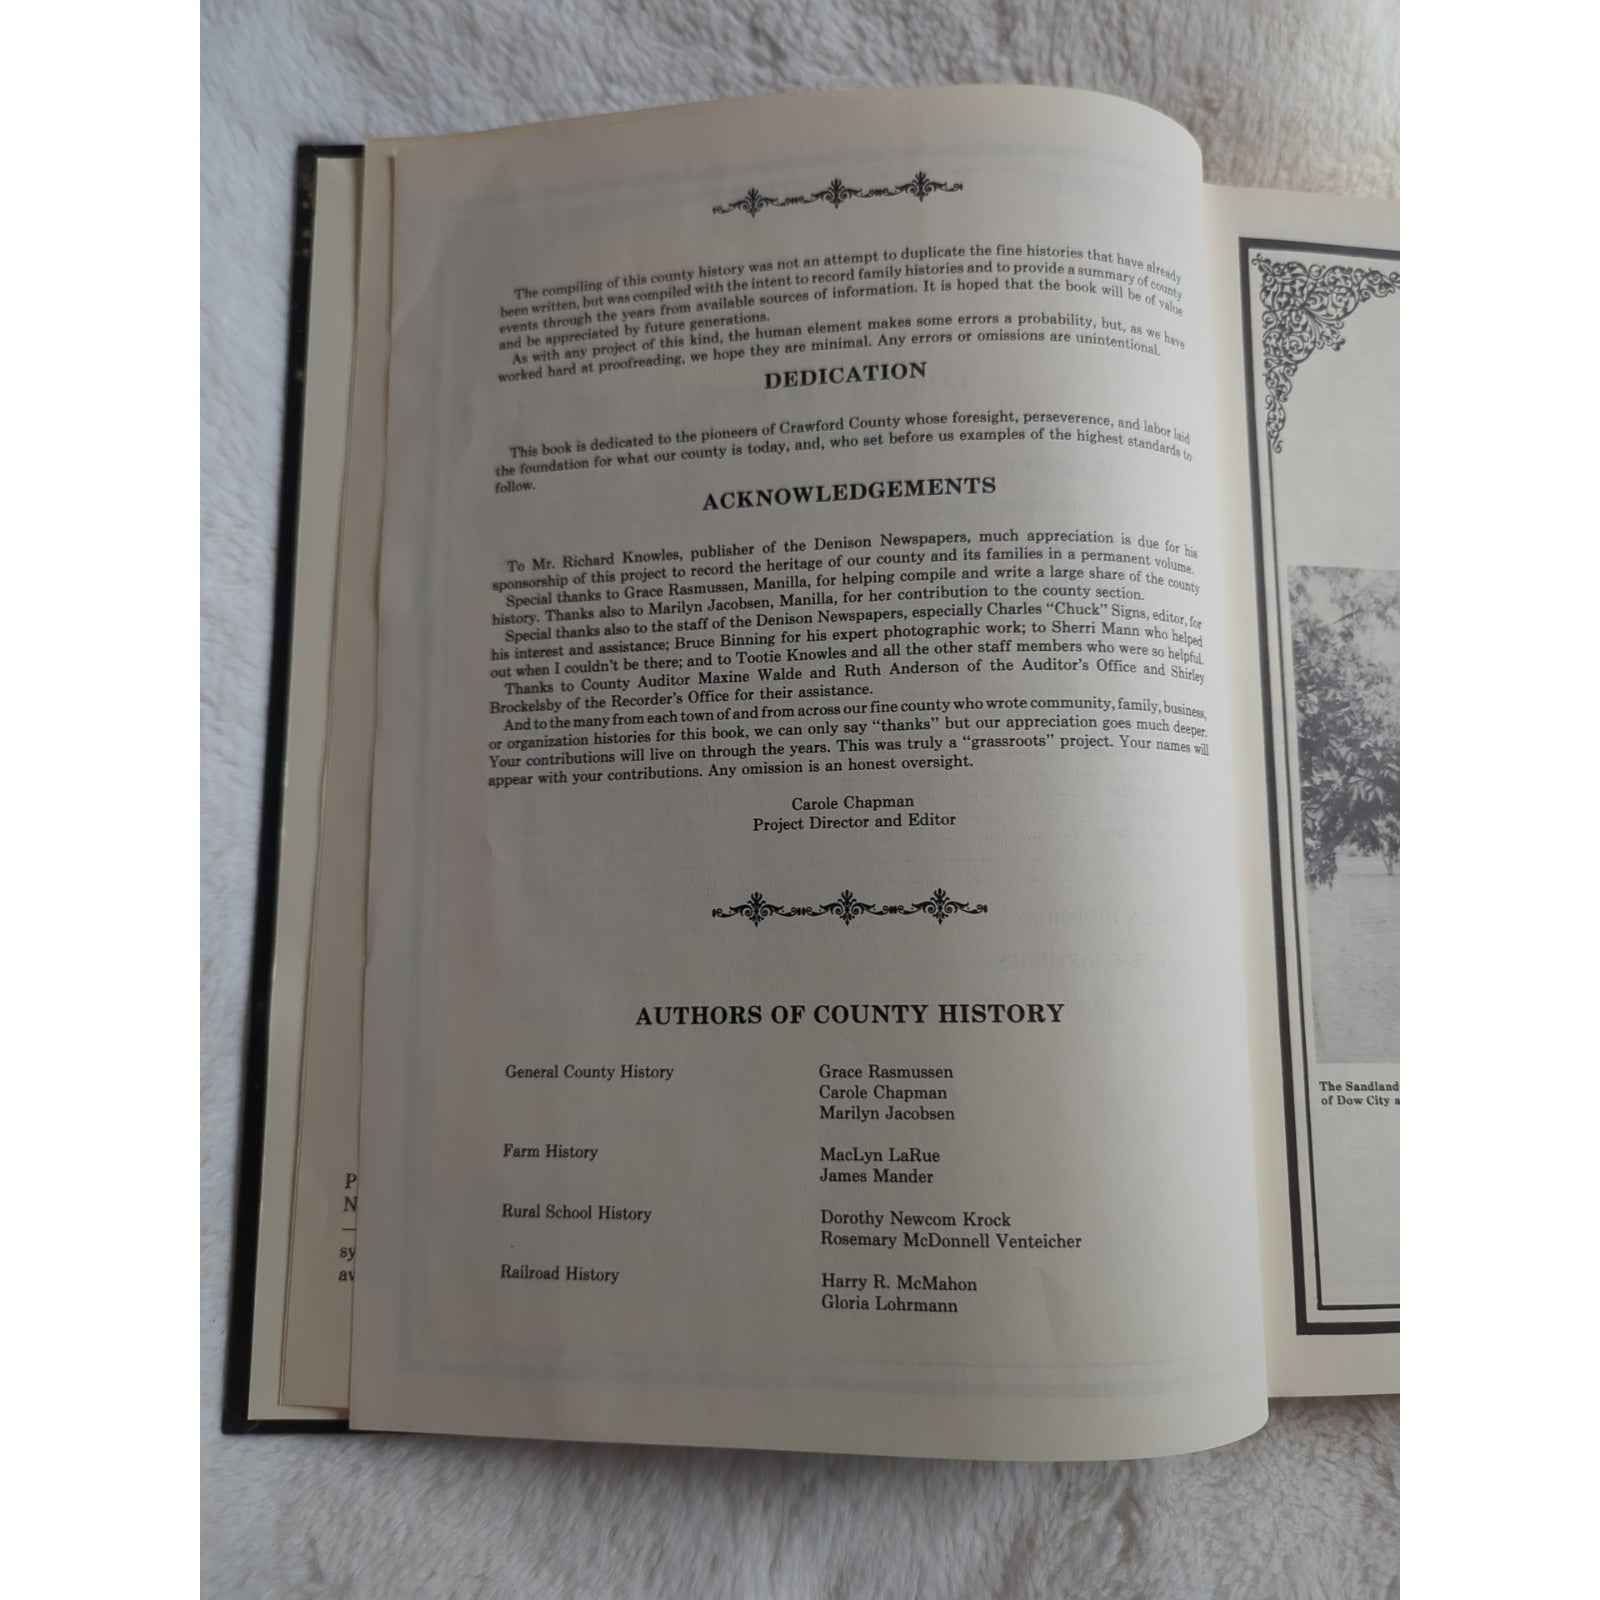 The compiling of this county history was not an attempt to duplicate the fine histories that have already
been written, but was compiled with the intent to record family histories and to provide a summary of county
events through the years from available sources of information. It is hoped that the book will be of value
and be appreciated by future generations.
As with any project of this kind, the human element makes some errors a probability, but, as we have
worked hard at proofreading, we hope they are minimal. Any errors or omissions are unintentional.
DEDICATION
This book is dedicated to the pioneers of Crawford County whose foresight, perseverence, and labor laid
the foundation for what our county is today, and, who set before us examples of the highest standards to
follow.
ACKNOWLEDGEMENTS
To Mr. Richard Knowles, publisher of the Denison Newspapers, much appreciation is due for his
sponsorship of this project to record the heritage of our county and its families in a permanent volume.
Special thanks to Grace Rasmussen, Manilla, for helping compile and write a large share of the county
history. Thanks also to Marilyn Jacobsen, Manilla, for her contribution to the county section.
Special thanks also to the staff of the Denison Newspapers, especially Charles "Chuck" Signs, editor, for
his interest and assistance; Bruce Binning for his expert photographic work; to Sherri Mann who helped
out when I couldn't be there; and to Tootie Knowles and all the other staff members who were so helpful.
Thanks to County Auditor Maxine Walde and Ruth Anderson of the Auditor's Office and Shirley
Brockelsby of the Recorder's Office for their assistance.
And to the many from each town of and from across our fine county who wrote community, family, business,
or organization histories for this book, we can only say "thanks" but our appreciation goes much deeper.
Your contributions will live on through the years. This was truly a "grassroots" project. Your names will
appear with your contributions. Any omission is an honest oversight.
Carole Chapman
Project Director and Editor
AUTHORS OF COUNTY HISTORY
General County History Grace Rasmussen
Carole Chapman
Marilyn Jacobsen
Farm History MacLyn LaRue
James Mander
Rural School History Dorothy Newcom Krock
Rosemary McDonnell Venteicher
Railroad History Harry R. McMahon
Gloria Lohrmann
P
N
sy
av
The Sandland
of Dow City a